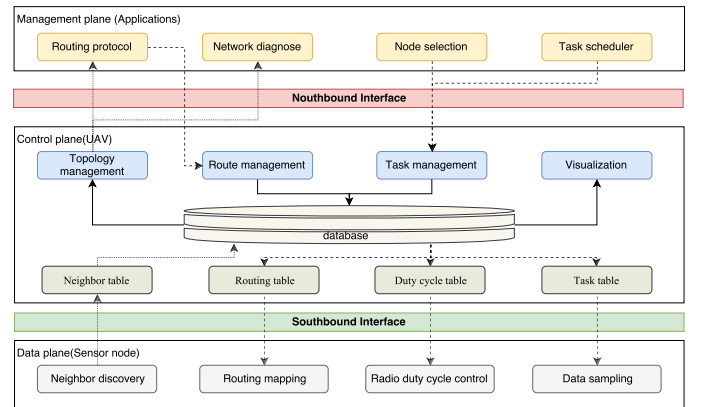 Management plane (Applications)
Routing protocol
Network diagnose
Node selection
Task scheduler
Nouthbound Interface
Control plane(UAV)
Topology
management
Route management
Task management
Visualization
database
Neighbor table
Routing table
Duty cycle table
Task table
Southbound Interface
Data plane(Sensor node)
Neighbor discovery
Routing mapping
Radio duty cycle control
Data sampling